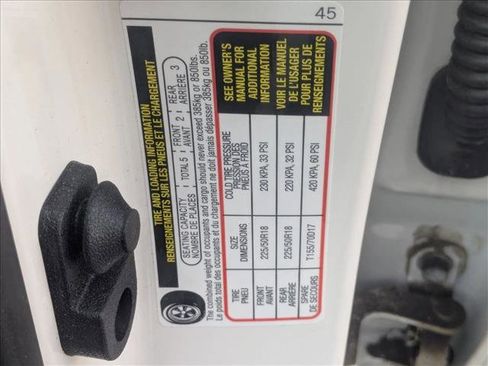 45
TIRE AND LOADING INFORMATION
RENSEIGNEMENTS SUR LES PNEUS ET LE CHARGEMENT
SEATING CAPACITY TOTAL 5 FRONT 2 REAR 3
NOMBRE DE PLACES AVANT ARRIÈRE
The combined weight of occupants and cargo should never exceed 385kg or 850lbs.
Le poids total des occupants et du chargement ne doit jamais dépasser 385kg ou 850lb.
TIRE SIZE COLD TIRE PRESSURE
PNEU DIMENSIONS PRESSION DES
PNEUS À FROID
FRONT 225/50R18 230 KPA, 33 PSI
AVANT
REAR 225/50R18 220 KPA, 32 PSI
ARRIÈRE
SPARE T155/70D17 420 KPA, 60 PSI
DE SECOURS
SEE OWNER'S
MANUAL FOR
ADDITIONAL
INFORMATION
VOIR LE MANUEL
DE L'USAGER
POUR PLUS DE
RENSEIGNEMENTS